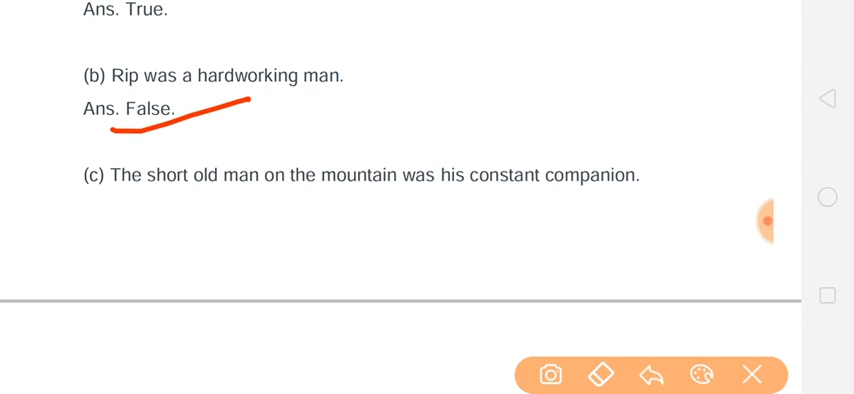 Ans. True.
(b) Rip was a hardworking man.
Ans. False.
(c) The short old man on the mountain was his constant companion.